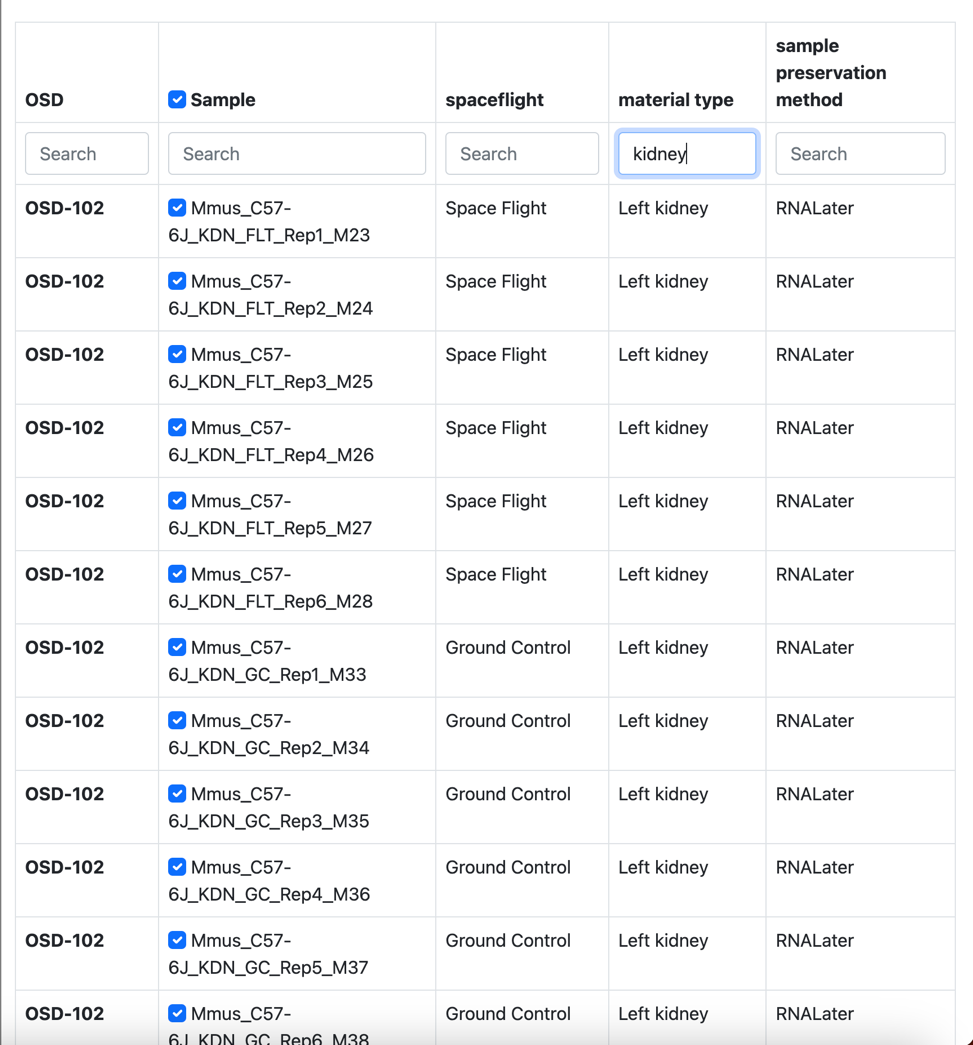 OSD
Sample
spaceflight
material type
sample
preservation
method
Search
Search
Search
kidney
Search
OSD-102
Mmus_C57-
6J_KDN_FLT_Rep1_M23
Space Flight
Left kidney
RNALater
OSD-102
Mmus_C57-
6J_KDN_FLT_Rep2_M24
Space Flight
Left kidney
RNALater
OSD-102
Mmus_C57-
6J_KDN_FLT_Rep3_M25
Space Flight
Left kidney
RNALater
OSD-102
Mmus_C57-
6J_KDN_FLT_Rep4_M26
Space Flight
Left kidney
RNALater
OSD-102
Mmus_C57-
6J_KDN_FLT_Rep5_M27
Space Flight
Left kidney
RNALater
OSD-102
Mmus_C57-
6J_KDN_FLT_Rep6_M28
Space Flight
Left kidney
RNALater
OSD-102
Mmus_C57-
6J_KDN_GC_Rep1_M33
Ground Control
Left kidney
RNALater
OSD-102
Mmus_C57-
6J_KDN_GC_Rep2_M34
Ground Control
Left kidney
RNALater
OSD-102
Mmus_C57-
6J_KDN_GC_Rep3_M35
Ground Control
Left kidney
RNALater
OSD-102
Mmus_C57-
6J_KDN_GC_Rep4_M36
Ground Control
Left kidney
RNALater
OSD-102
Mmus_C57-
6J_KDN_GC_Rep5_M37
Ground Control
Left kidney
RNALater
OSD-102
Mmus_C57-
6J_KDN_GC_Rep6_M38
Ground Control
Left kidney
RNALater